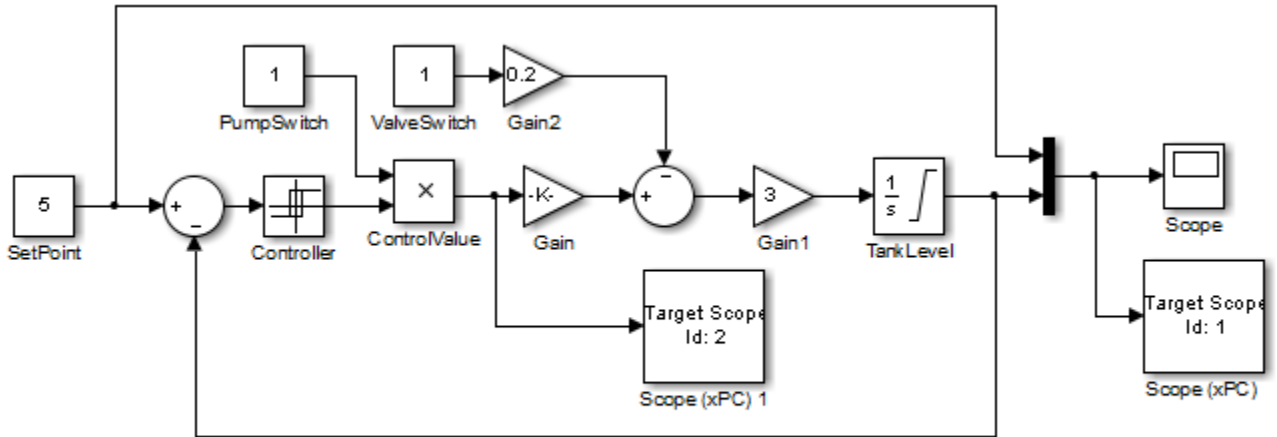 1
PumpSwitch
1
ValveSwitch
0.2
Gain2
5
SetPoint
+
−
Controller
×
ControlValue
-K-
Gain
−
+
3
Gain1
1
s
TankLevel
Scope
Target Scope
Id: 2
Scope (xPC) 1
Target Scope
Id: 1
Scope (xPC)